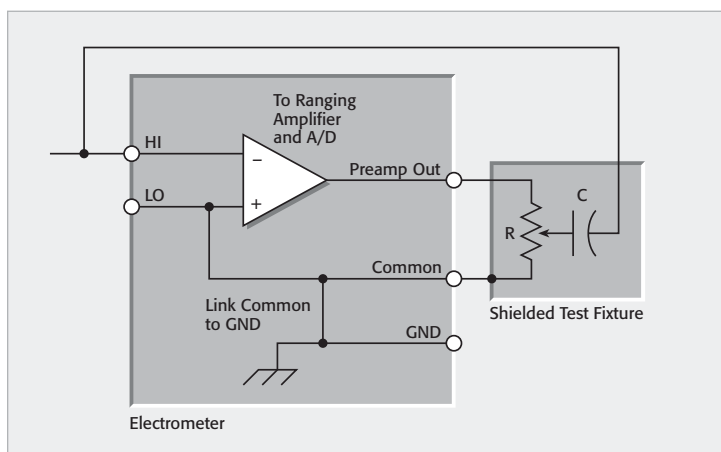 To Ranging
Amplifier
and A/D
HI
−
Preamp Out
LO
+
C
R
Common
Link Common
to GND
GND
Shielded Test Fixture
Electrometer